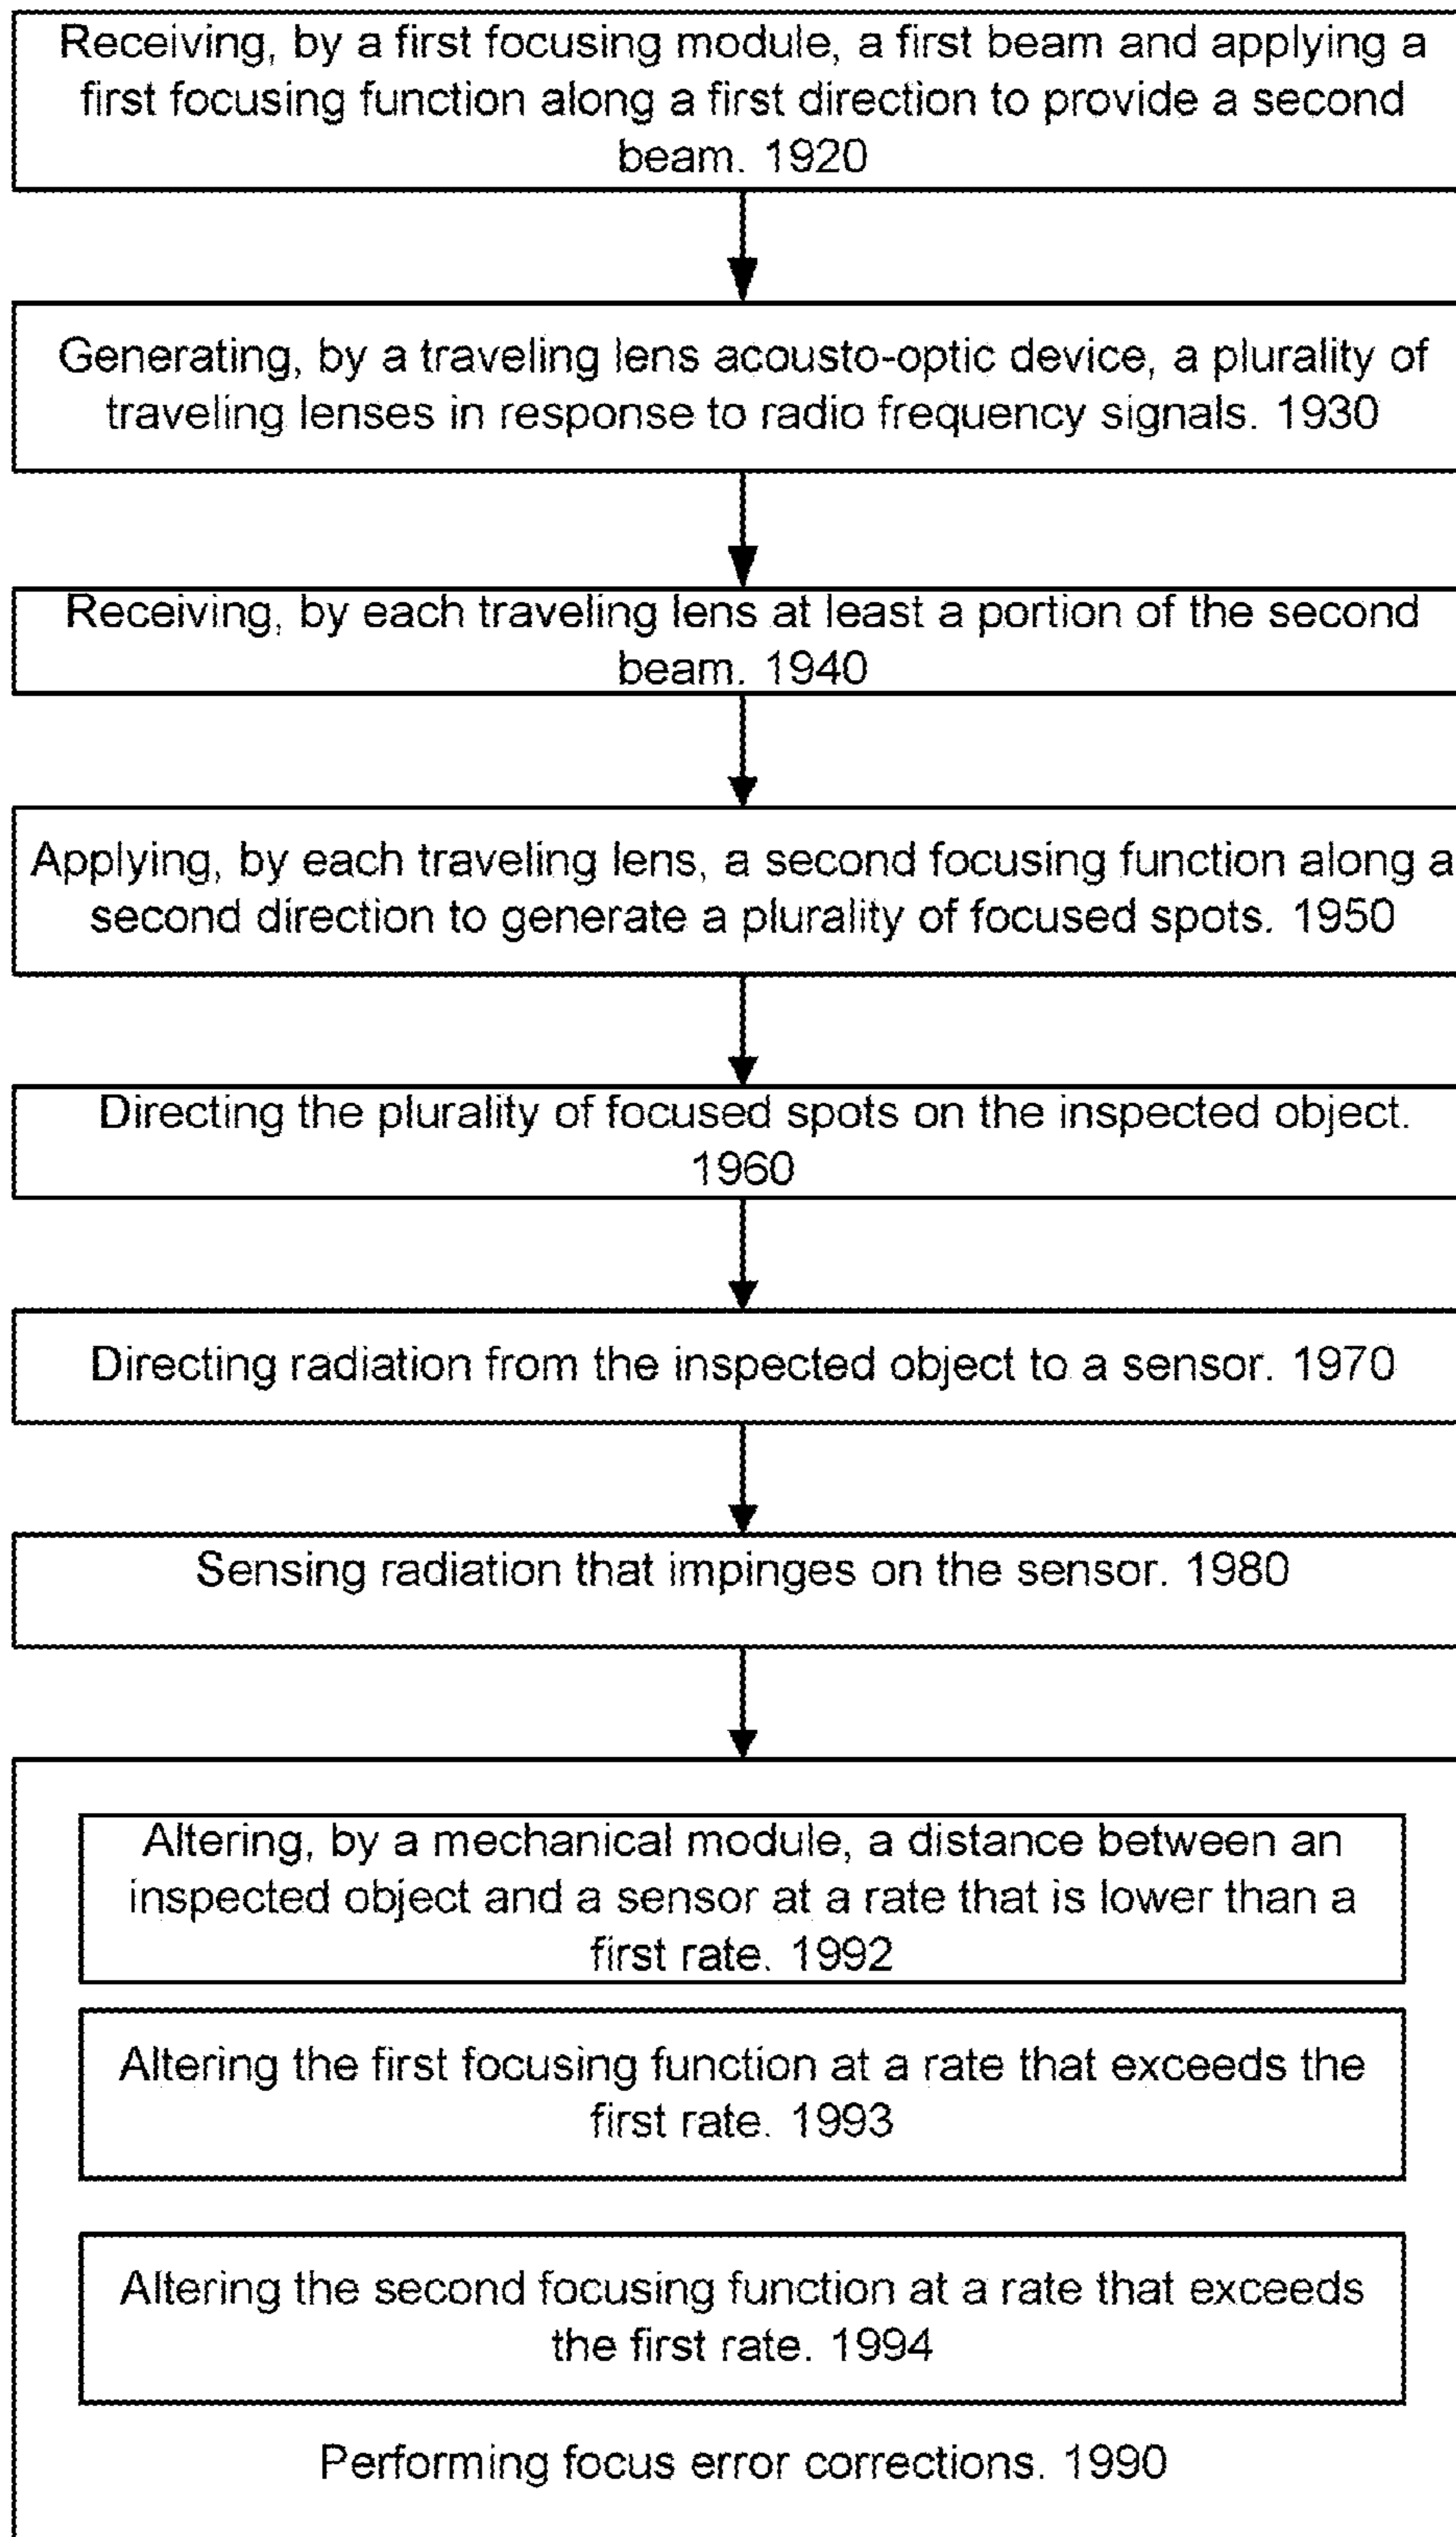 Receiving, by a first focusing module, a first beam and applying a
first focusing function along a first direction to provide a second
beam. 1920
Generating, by a traveling lens acousto-optic device, a plurality of
traveling lenses in response to radio frequency signals. 1930
Receiving, by each traveling lens at least a portion of the second
beam. 1940
Applying, by each traveling lens, a second focusing function along a
second direction to generate a plurality of focused spots. 1950
Directing the plurality of focused spots on the inspected object.
1960
Directing radiation from the inspected object to a sensor. 1970
Sensing radiation that impinges on the sensor. 1980
Altering, by a mechanical module, a distance between an
inspected object and a sensor at a rate that is lower than a
first rate. 1992
Altering the first focusing function at a rate that exceeds the
first rate. 1993
Altering the second focusing function at a rate that exceeds
the first rate. 1994
Performing focus error corrections. 1990